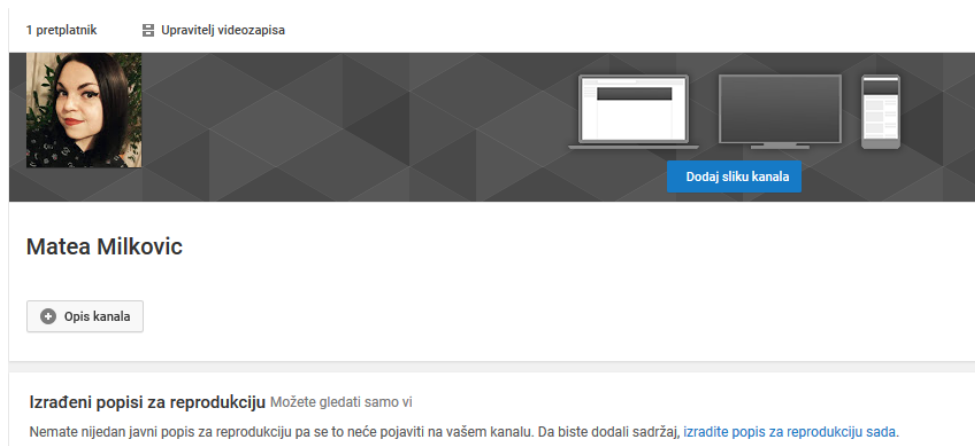 1 pretplatnik Upravitelj videozapisa
Dodaj sliku kanala
Matea Milkovic
Opis kanala
Izrađeni popisi za reprodukciju Možete gledati samo vi
Nemate nijedan javni popis za reprodukciju pa se to neće pojaviti na vašem kanalu. Da biste dodali sadržaj, izradite popis za reprodukciju sada.